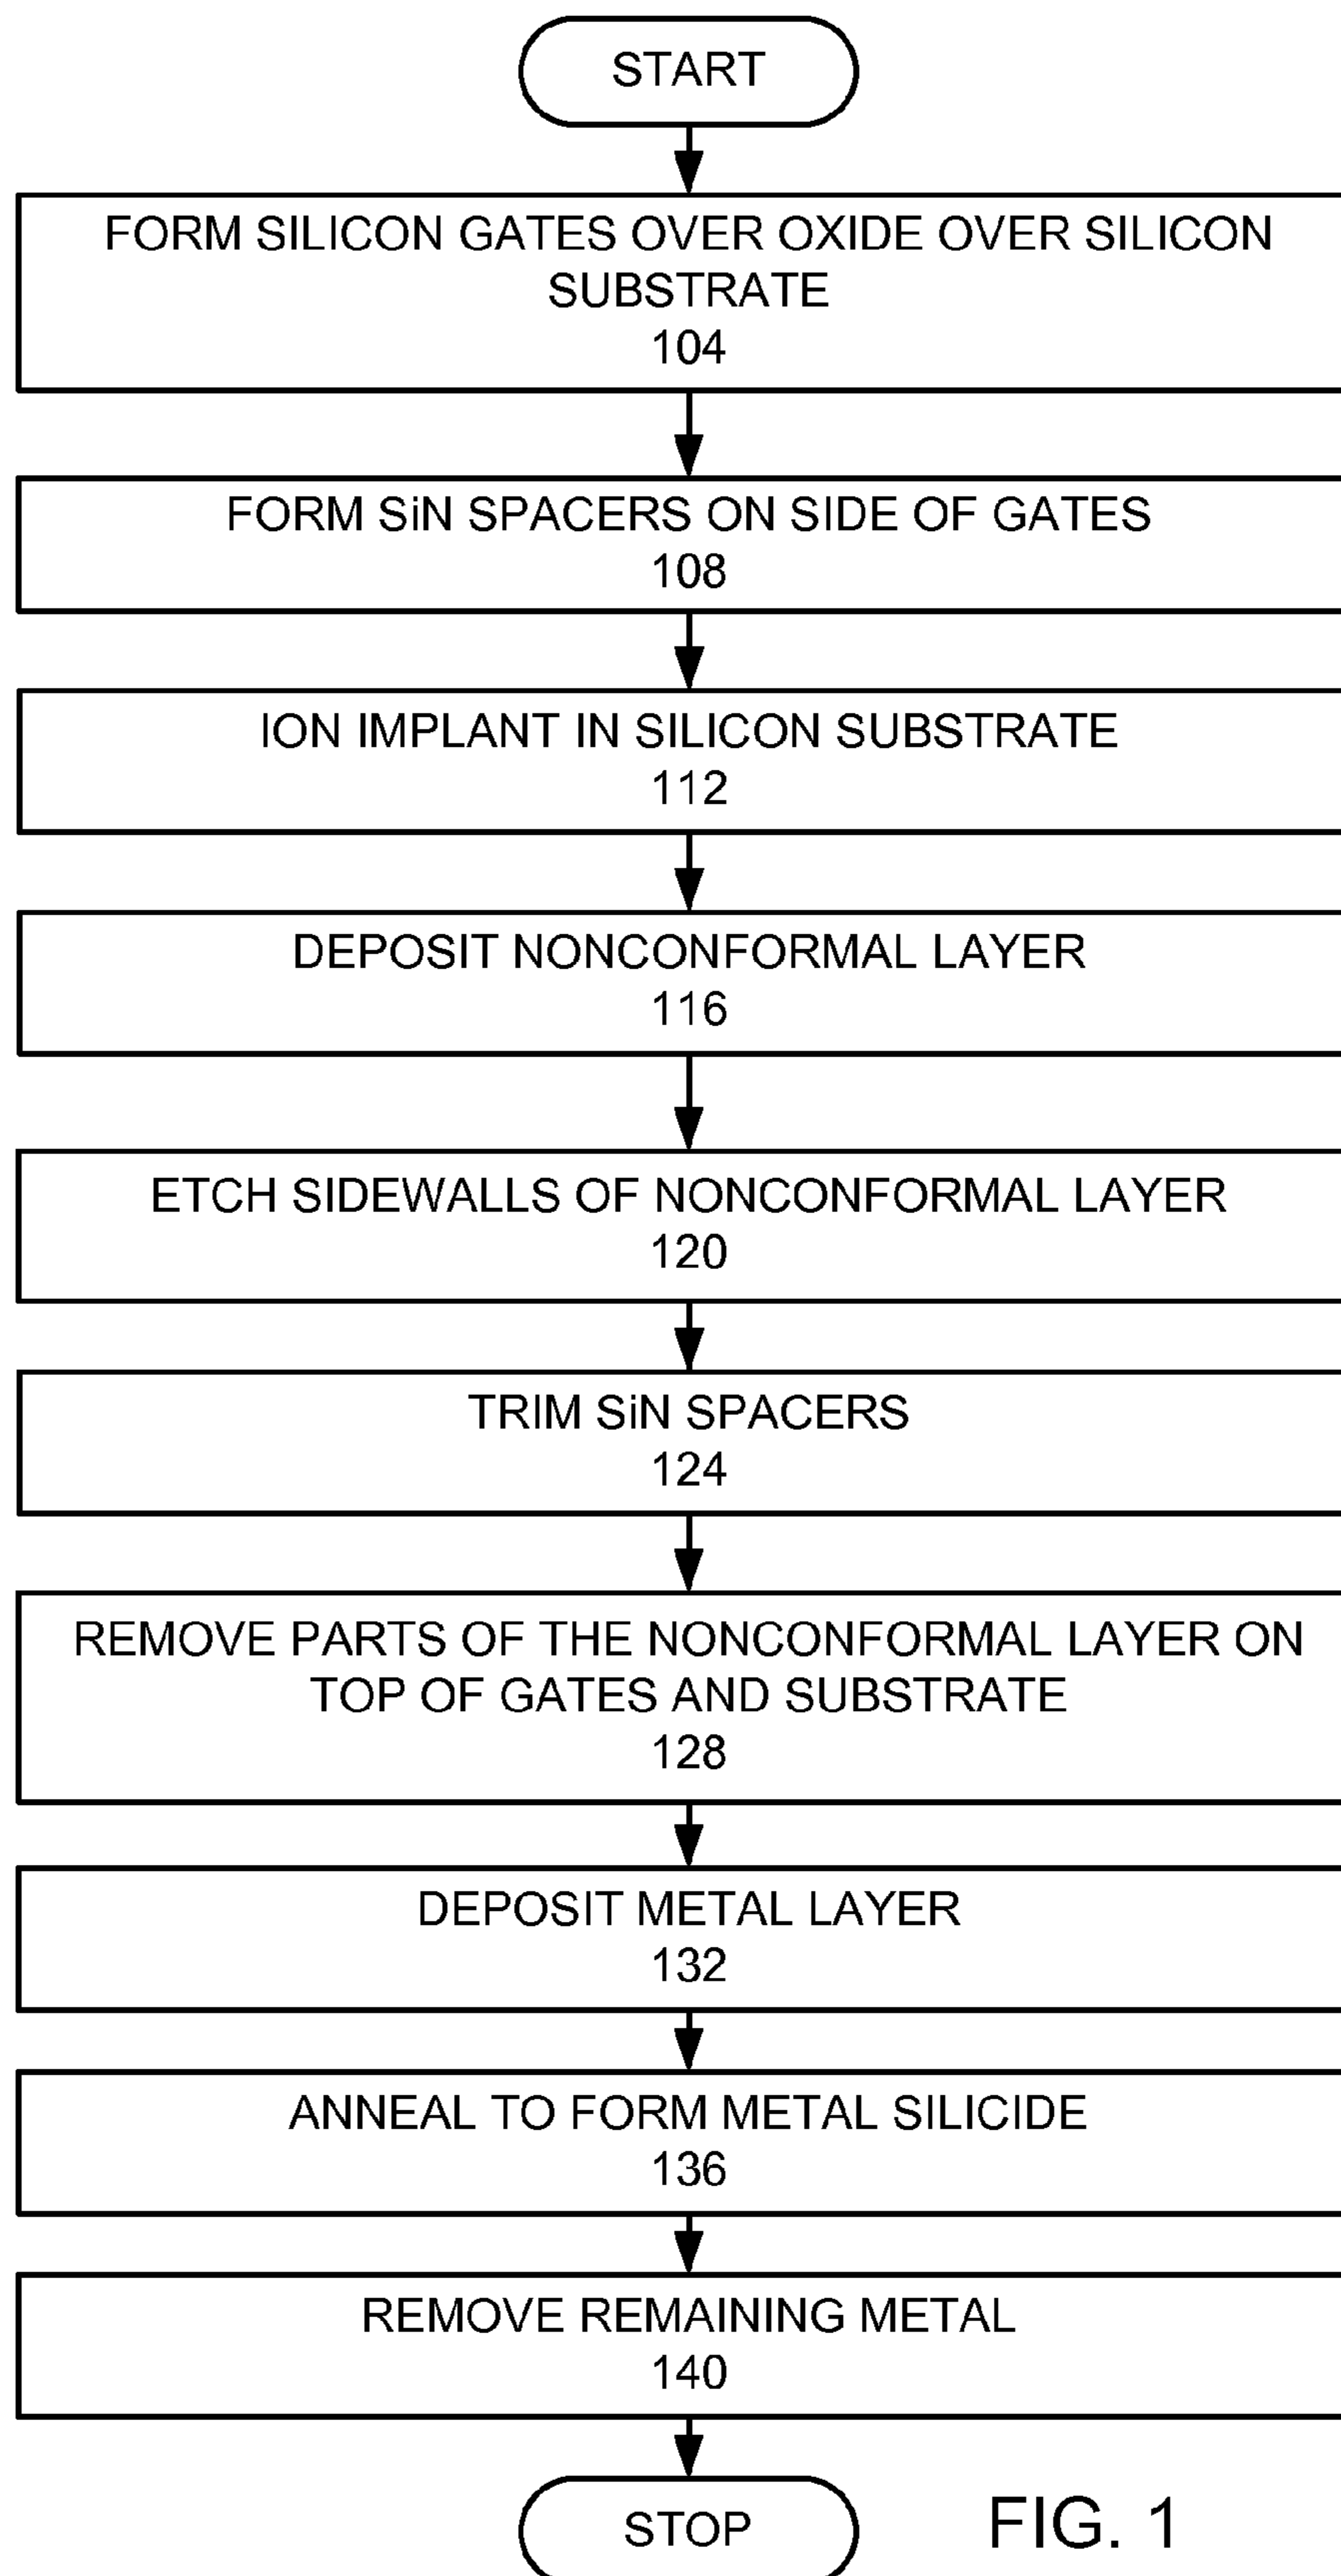 START
FORM SILICON GATES OVER OXIDE OVER SILICON
SUBSTRATE
104
FORM SiN SPACERS ON SIDE OF GATES
108
ION IMPLANT IN SILICON SUBSTRATE
112
DEPOSIT NONCONFORMAL LAYER
116
ETCH SIDEWALLS OF NONCONFORMAL LAYER
120
TRIM SiN SPACERS
124
REMOVE PARTS OF THE NONCONFORMAL LAYER ON
TOP OF GATES AND SUBSTRATE
128
DEPOSIT METAL LAYER
132
ANNEAL TO FORM METAL SILICIDE
136
REMOVE REMAINING METAL
140
STOP
FIG. 1